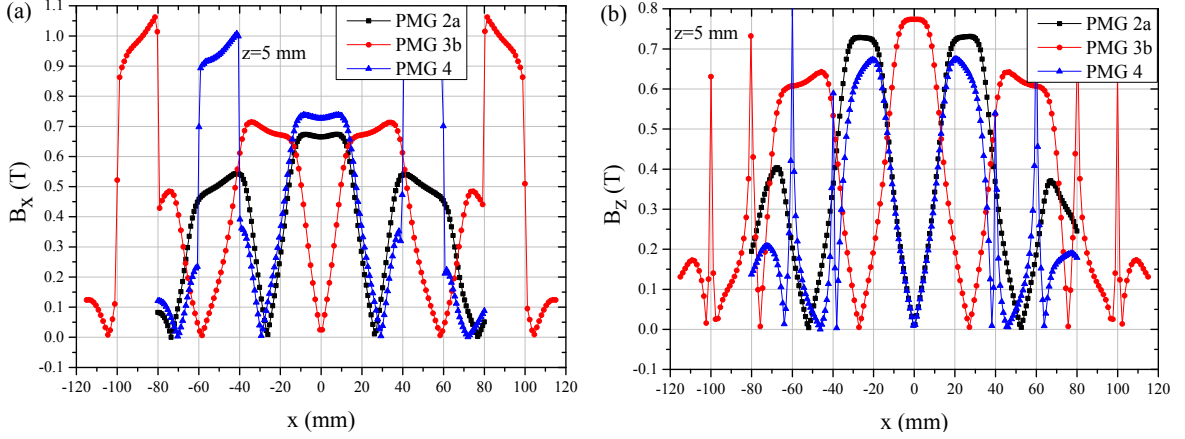 (a)
1.1
1.0
0.9
0.8
0.7
0.6
0.5
0.4
0.3
0.2
0.1
0.0
-0.1
Bx (T)
z=5 mm
PMG 2a
PMG 3b
PMG 4
-120 -100 -80 -60 -40 -20 0 20 40 60 80 100 120
x (mm)
(b)
0.8
0.7
0.6
0.5
0.4
0.3
0.2
0.1
0.0
-0.1
Bz (T)
z=5 mm
PMG 2a
PMG 3b
PMG 4
-120 -100 -80 -60 -40 -20 0 20 40 60 80 100 120
x (mm)